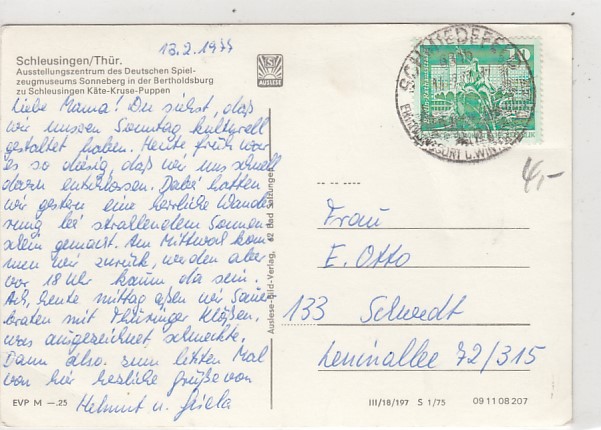 13.2.1977
Schleusingen/Thür.
Ausstellungszentrum des Deutschen Spiel-
zeugmuseums Sonneberg in der Bertholdsburg
zu Schleusingen Käte-Kruse-Puppen
AUSLESE
Liebe Mama! Du siehst, daß
wir unseren Sonntag kulturell
gestaltet haben. Heute früh war
es so diesig, daß wir uns schnell
dazu entschlossen. Dabei hatten
wir gestern eine herrliche Wande
rung bei strahlendem Sonnen-
schein gemacht. Am Mittwoch kom-
men wir zurück, werden aber
vor 18 Uhr kaum da sein.
Ach, heute mittag aßen wir Sauer
braten mit Thüringer Klößen,
was ausgezeichnet schmeckte.
Dann also zum letzten Mal
von hier herzliche Grüße von
Helmut u. Gisela
EVP M —.25
Auslese-Bild-Verlag, 62 Bad Salzungen
10
4,-
Frau
E. Otto
133 Schwedt
Leninallee 72/315
III/18/197 S 1/75 09 11 08 207